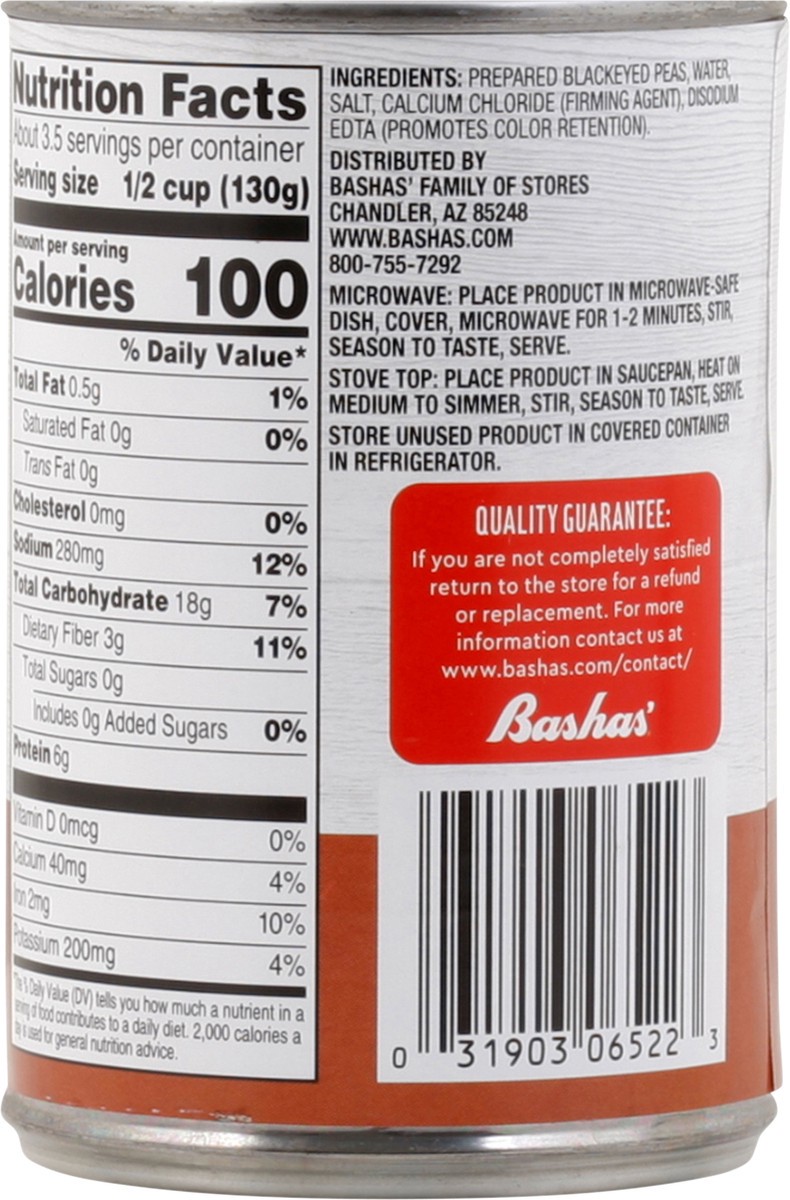 Nutrition Facts
About 3.5 servings per container
Serving size 1/2 cup (130g)
Amount per serving
Calories 100
% Daily Value*
Total Fat 0.5g 1%
Saturated Fat 0g 0%
Trans Fat 0g
Cholesterol 0mg 0%
Sodium 280mg 12%
Total Carbohydrate 18g 7%
Dietary Fiber 3g 11%
Total Sugars 0g
Includes 0g Added Sugars 0%
Protein 6g
Vitamin D 0mcg 0%
Calcium 40mg 4%
Iron 2mg 10%
Potassium 200mg 4%
The % Daily Value (DV) tells you how much a nutrient in a
serving of food contributes to a daily diet. 2,000 calories a
day is used for general nutrition advice.
INGREDIENTS: PREPARED BLACKEYED PEAS, WATER,
SALT, CALCIUM CHLORIDE (FIRMING AGENT), DISODIUM
EDTA (PROMOTES COLOR RETENTION).
DISTRIBUTED BY
BASHAS' FAMILY OF STORES
CHANDLER, AZ 85248
WWW.BASHAS.COM
800-755-7292
MICROWAVE: PLACE PRODUCT IN MICROWAVE-SAFE
DISH, COVER, MICROWAVE FOR 1-2 MINUTES, STIR,
SEASON TO TASTE, SERVE.
STOVE TOP: PLACE PRODUCT IN SAUCEPAN, HEAT ON
MEDIUM TO SIMMER, STIR, SEASON TO TASTE, SERVE.
STORE UNUSED PRODUCT IN COVERED CONTAINER
IN REFRIGERATOR.
QUALITY GUARANTEE:
If you are not completely satisfied
return to the store for a refund
or replacement. For more
information contact us at
www.bashas.com/contact/
Bashas'
0 31903 06522 3